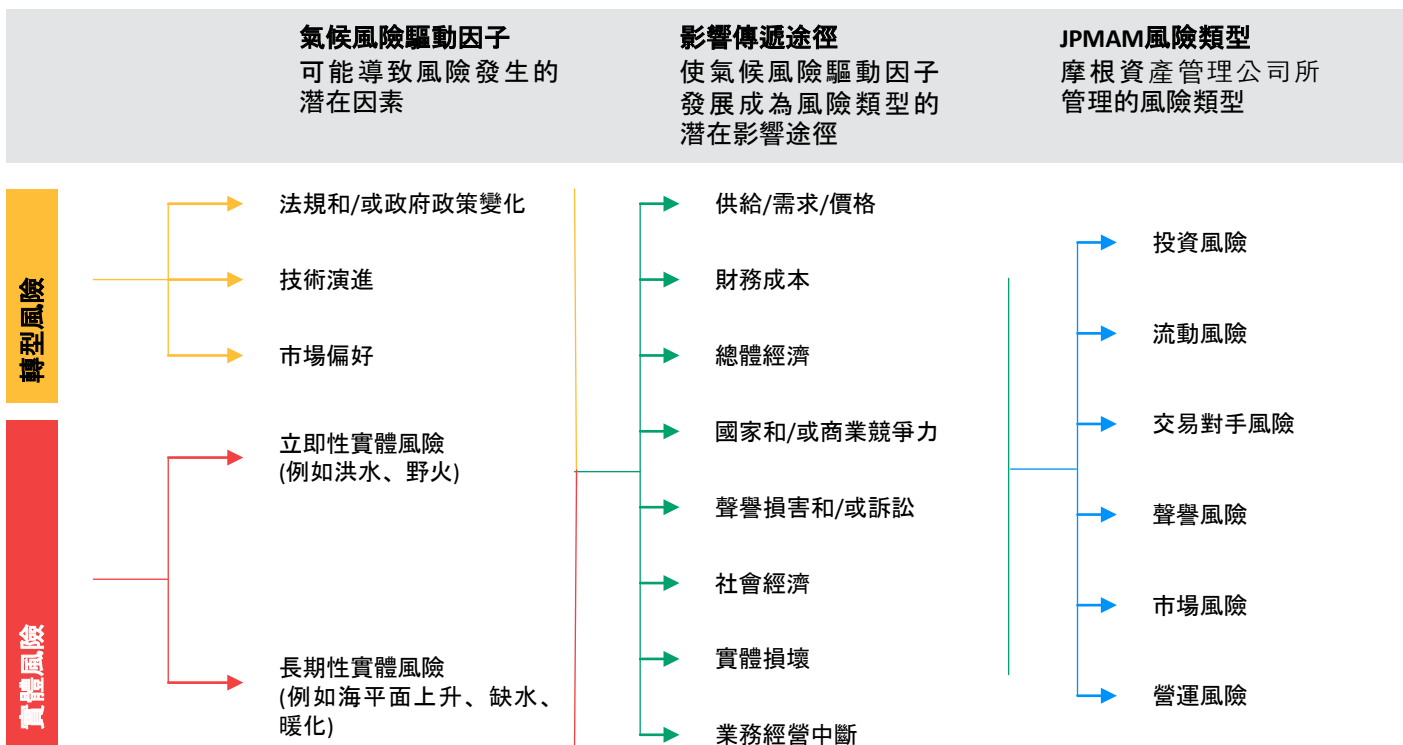 氣候風險驅動因子
可能導致風險發生的
潛在因素
影響傳遞途徑
使氣候風險驅動因子
發展成為風險類型的
潛在影響途徑
JPMAM風險類型
摩根資產管理公司所
管理的風險類型
轉型風險
法規和/或政府政策變化
技術演進
市場偏好
實體風險
立即性實體風險
(例如洪水、野火)
長期性實體風險
(例如海平面上升、缺水、
暖化)
供給/需求/價格
財務成本
總體經濟
國家和/或商業競爭力
聲譽損害和/或訴訟
社會經濟
實體損壞
業務經營中斷
投資風險
流動風險
交易對手風險
聲譽風險
市場風險
營運風險